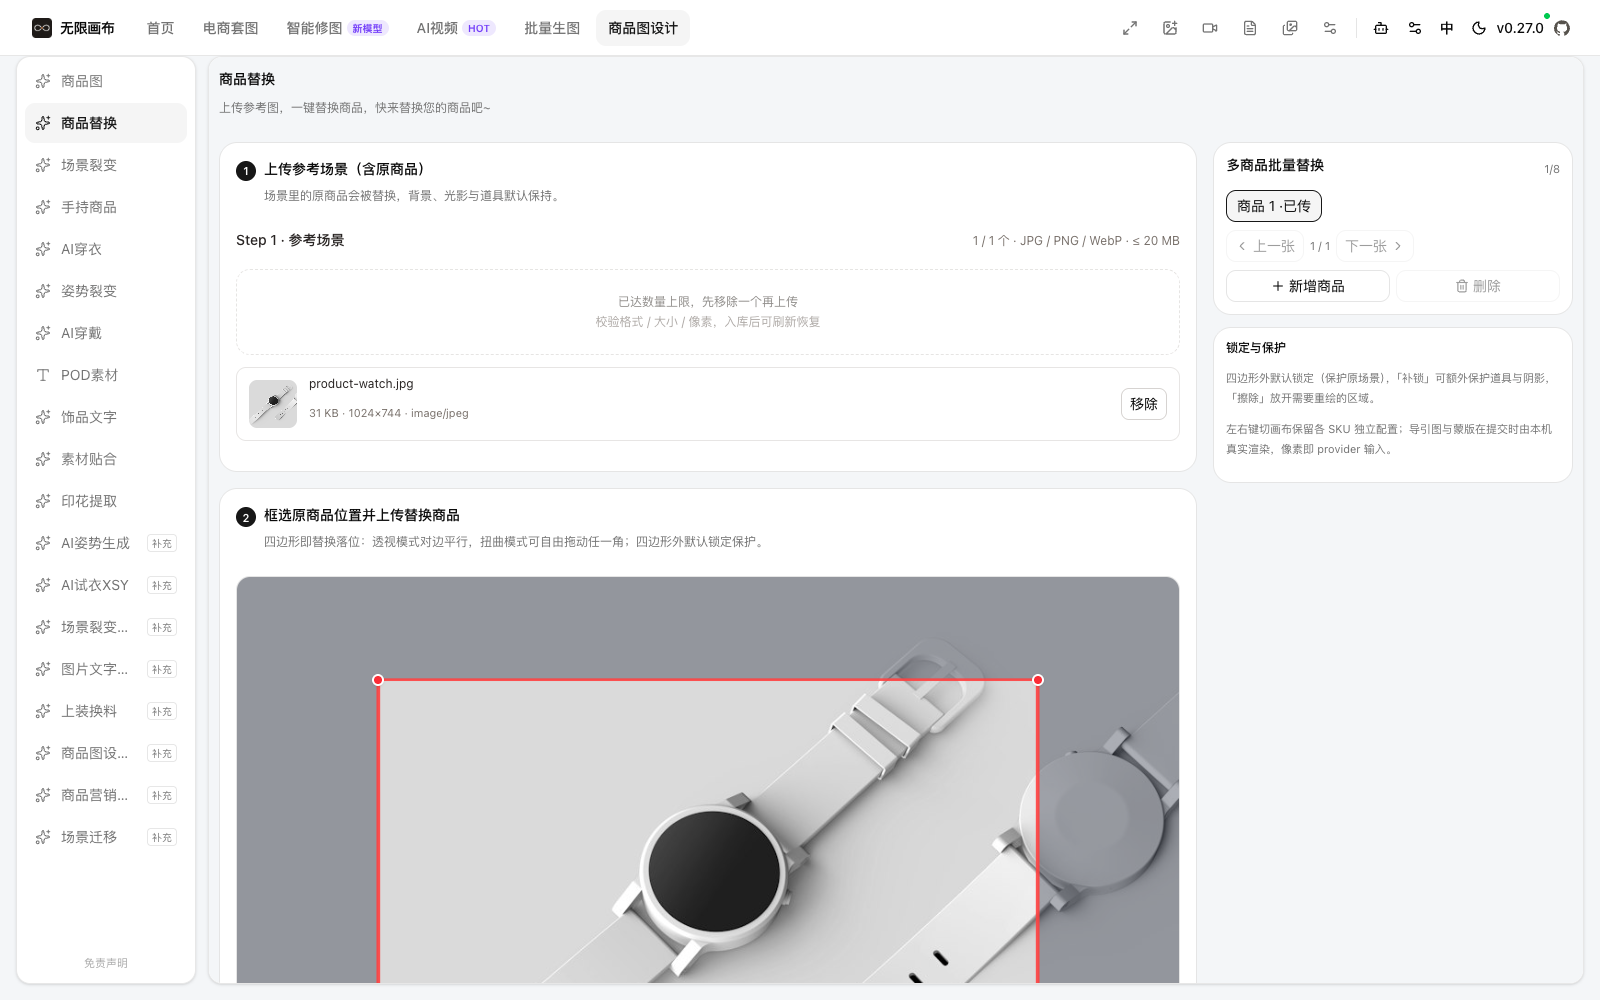 无限画布
首页
电商套图
智能修图 新模型
AI视频 HOT
批量生图
商品图设计
中
v0.27.0
商品图
商品替换
场景裂变
手持商品
AI穿衣
姿势裂变
AI穿戴
POD素材
饰品文字
素材贴合
印花提取
AI姿势生成 补充
AI试衣XSY 补充
场景裂变... 补充
图片文字... 补充
上装换料 补充
商品图设... 补充
商品营销... 补充
场景迁移 补充
免责声明
商品替换
上传参考图，一键替换商品，快来替换您的商品吧~
1 上传参考场景（含原商品）
场景里的原商品会被替换，背景、光影与道具默认保持。
Step 1 · 参考场景
1 / 1 个 · JPG / PNG / WebP · ≤ 20 MB
已达数量上限，先移除一个再上传
校验格式 / 大小 / 像素，入库后可刷新恢复
product-watch.jpg
31 KB · 1024×744 · image/jpeg
移除
2 框选原商品位置并上传替换商品
四边形即替换落位：透视模式对边平行，扭曲模式可自由拖动任一角；四边形外默认锁定保护。
多商品批量替换
1/8
商品 1 ·已传
上一张 1 / 1 下一张
新增商品
删除
锁定与保护
四边形外默认锁定（保护原场景），「补锁」可额外保护道具与阴影，
「擦除」放开需要重绘的区域。
左右键切画布保留各 SKU 独立配置；导引图与蒙版在提交时由本机
真实渲染，像素即 provider 输入。